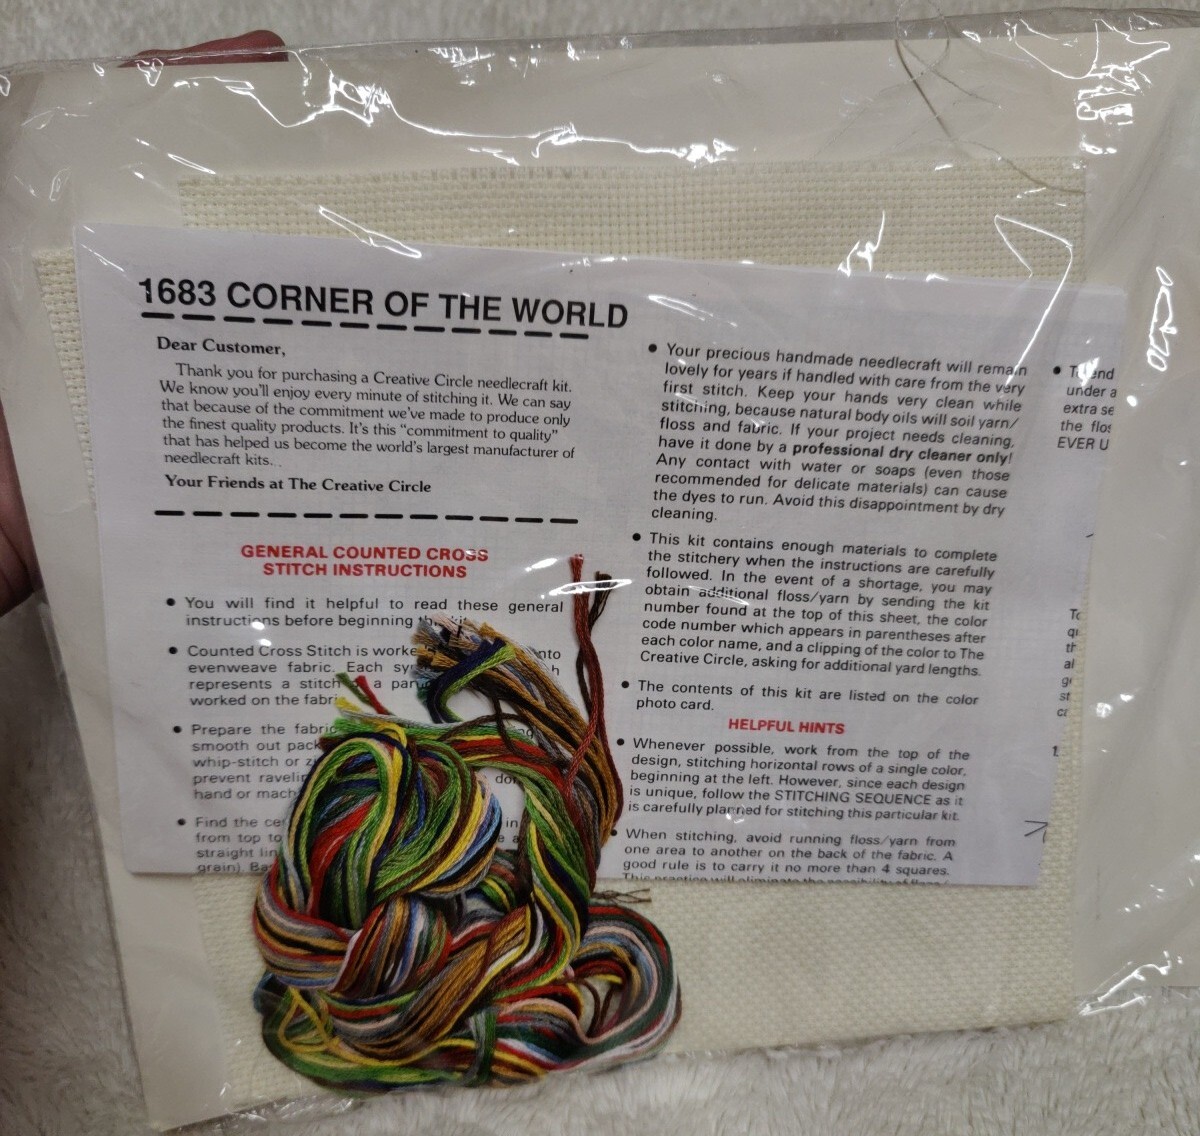 1683 CORNER OF THE WORLD
Dear Customer,
Thank you for purchasing a Creative Circle needlecraft kit.
We know you'll enjoy every minute of stitching it. We can say
that because of the commitment we've made to produce only
the finest quality products. It's this "commitment to quality"
that has helped us become the world's largest manufacturer of
needlecraft kits.
Your Friends at The Creative Circle
GENERAL COUNTED CROSS
STITCH INSTRUCTIONS
• You will find it helpful to read these general
instructions before beginning
• Counted Cross Stitch is
evenweave fabric. Each
represents a stitch a
worked on the
• Prepare the fabric
smooth out
whip-stitch or
prevent
hand or
• Find the
from top to
straight
grain).
• Your precious handmade needlecraft will remain
lovely for years if handled with care from the very
first stitch. Keep your hands very clean while
stitching, because natural body oils will soil yarn/
floss and fabric. If your project needs cleaning,
have it done by a professional dry cleaner only!
Any contact with water or soaps (even those
recommended for delicate materials) can cause
the dyes to run. Avoid this disappointment by dry
cleaning.
• This kit contains enough materials to complete
the stitchery when the instructions are carefully
followed. In the event of a shortage, you may
obtain additional floss/yarn by sending the kit
number found at the top of this sheet, the color
code number which appears in parentheses after
each color name, and a clipping of the color to The
Creative Circle, asking for additional yard lengths.
• The contents of this kit are listed on the color
photo card.
HELPFUL HINTS
• Whenever possible, work from the top of the
design, stitching horizontal rows of a single color,
beginning at the left. However, since each design
is unique, follow the STITCHING SEQUENCE as it
is carefully planned for stitching this particular kit.
• When stitching, avoid running floss/yarn from
one area to another on the back of the fabric. A
good rule is to carry it no more than 4 squares.
This practice will eliminate the possibility of floss/
• To end
under a
extra se
the flos
EVER U